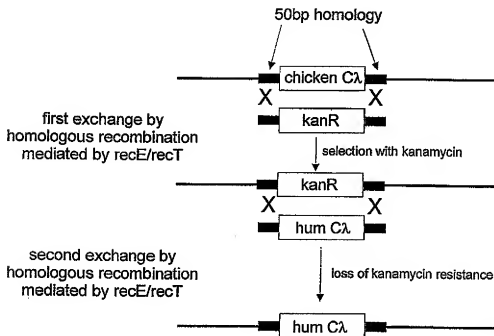 50bp homology
chicken Cλ
X X
first exchange by
homologous recombination
mediated by recE/recT
kanR
selection with kanamycin
kanR
X X
hum Cλ
second exchange by
homologous recombination
mediated by recE/recT
loss of kanamycin resistance
hum Cλ